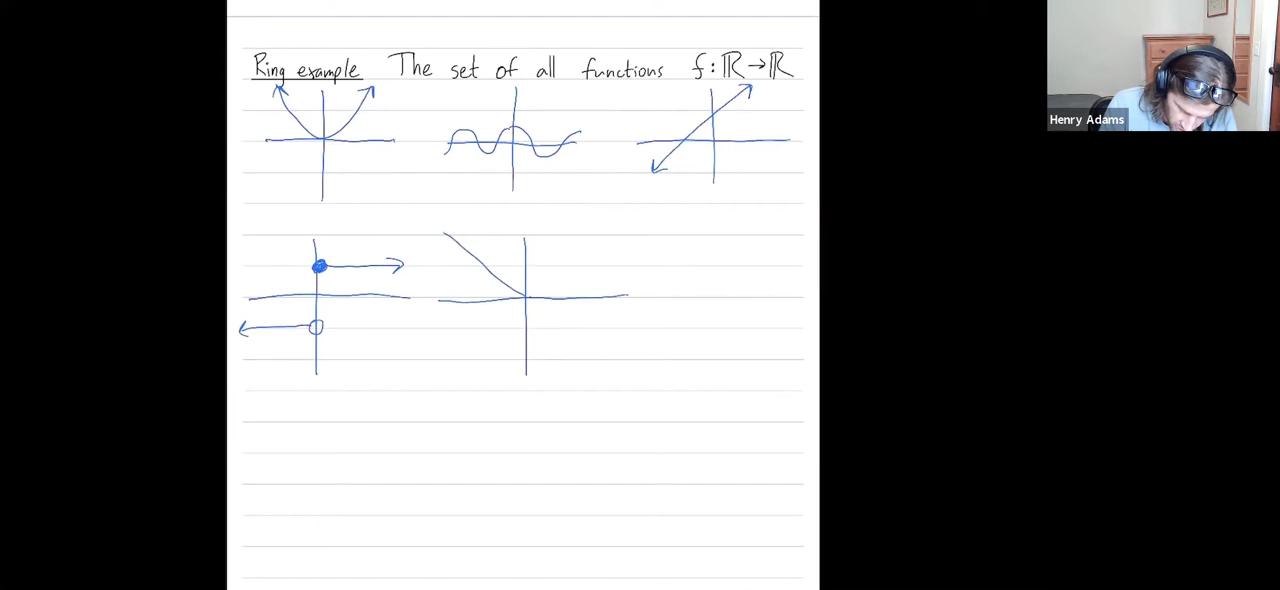 Ring example The set of all functions f: ℝ → ℝ
Henry Adams